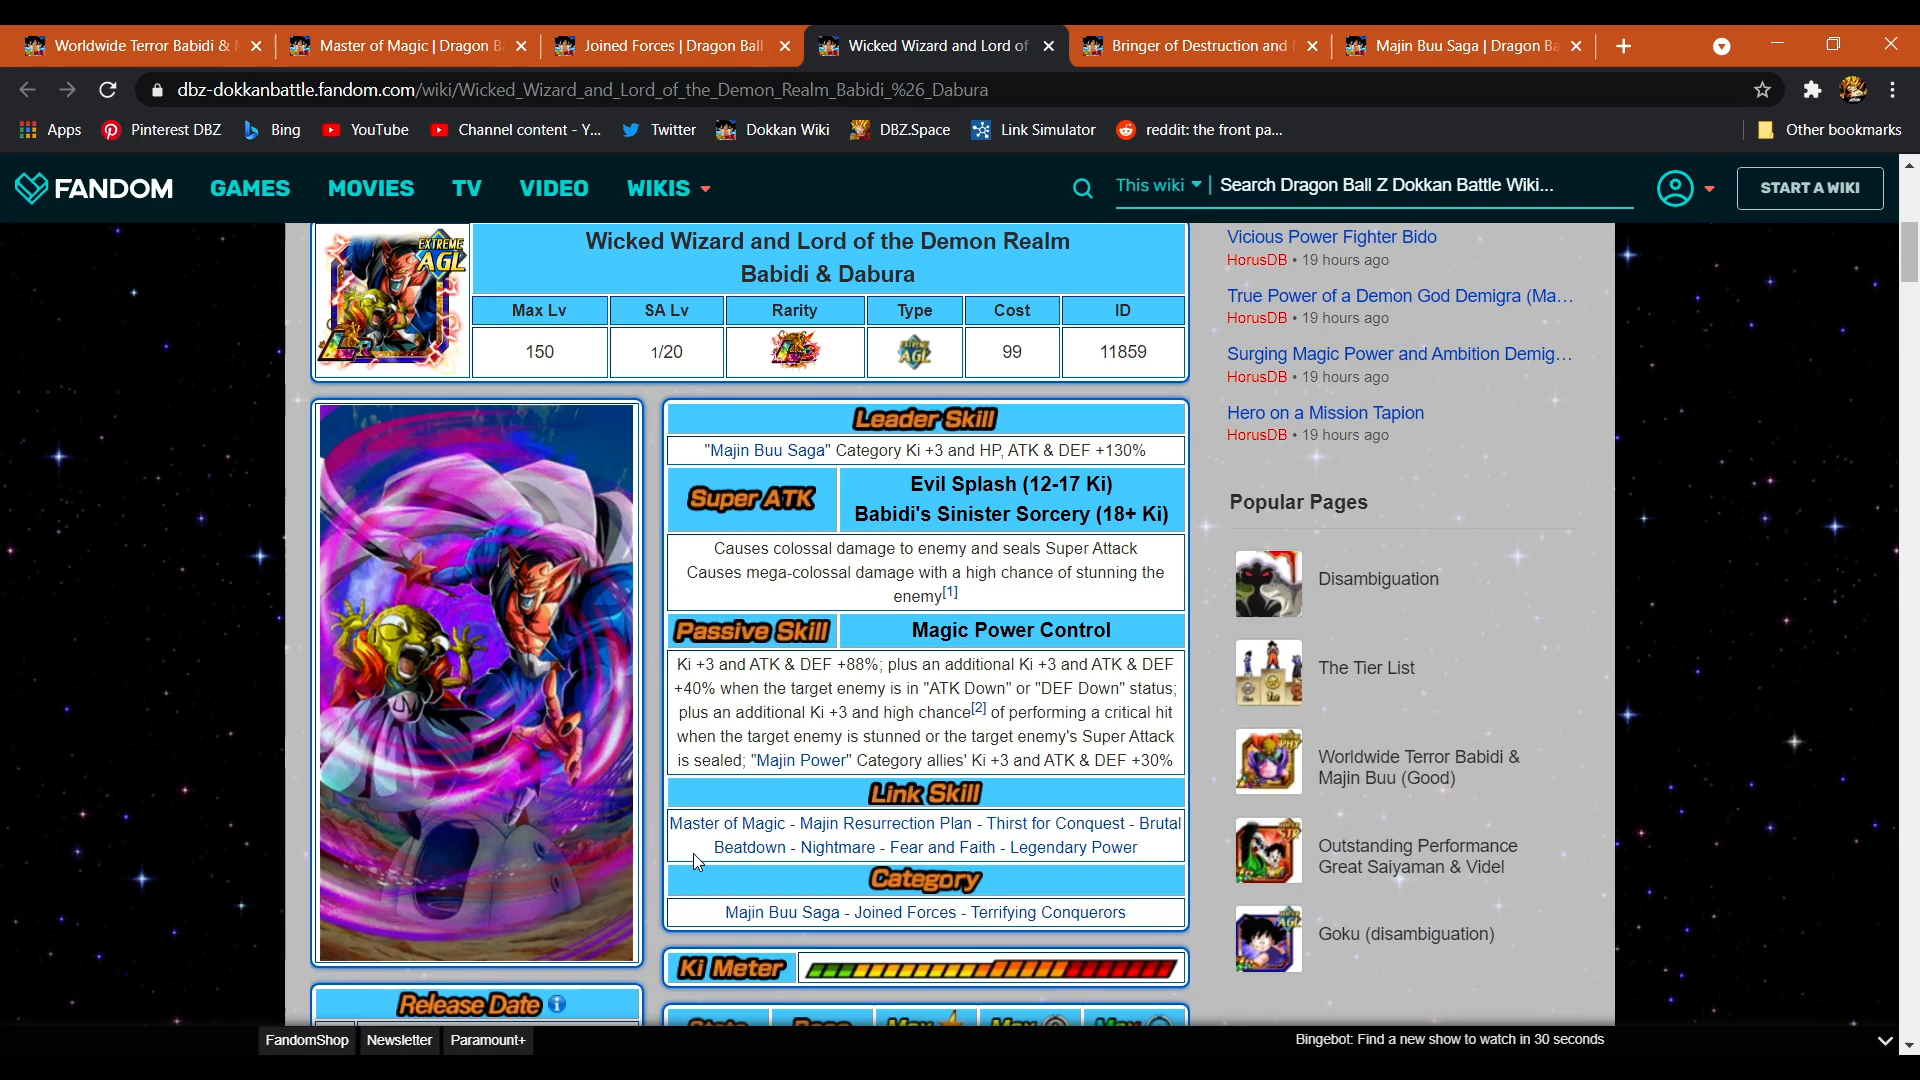 Worldwide Terror Babidi &
Master of Magic | Dragon B
Joined Forces | Dragon Ball
Wicked Wizard and Lord of
Bringer of Destruction and
Majin Buu Saga | Dragon Ba
dbz-dokkanbattle.fandom.com/wiki/Wicked_Wizard_and_Lord_of_the_Demon_Realm_Babidi_%26_Dabura
Apps Pinterest DBZ Bing YouTube Channel content - Y... Twitter Dokkan Wiki DBZ.Space Link Simulator reddit: the front pa... Other bookmarks
FANDOM GAMES MOVIES TV VIDEO WIKIS This wiki Search Dragon Ball Z Dokkan Battle Wiki... START A WIKI
EXTREME
AGL
LR
Wicked Wizard and Lord of the Demon Realm
Babidi & Dabura
Max Lv SA Lv Rarity Type Cost ID
150 1/20 LR EXTREME AGL 99 11859
Leader Skill
"Majin Buu Saga" Category Ki +3 and HP, ATK & DEF +130%
Super ATK
Evil Splash (12-17 Ki)
Babidi's Sinister Sorcery (18+ Ki)
Causes colossal damage to enemy and seals Super Attack
Causes mega-colossal damage with a high chance of stunning the
enemy[1]
Passive Skill Magic Power Control
Ki +3 and ATK & DEF +88%; plus an additional Ki +3 and ATK & DEF
+40% when the target enemy is in "ATK Down" or "DEF Down" status;
plus an additional Ki +3 and high chance[2] of performing a critical hit
when the target enemy is stunned or the target enemy's Super Attack
is sealed; "Majin Power" Category allies' Ki +3 and ATK & DEF +30%
Link Skill
Master of Magic - Majin Resurrection Plan - Thirst for Conquest - Brutal
Beatdown - Nightmare - Fear and Faith - Legendary Power
Category
Majin Buu Saga - Joined Forces - Terrifying Conquerors
Ki Meter
Release Date
Stats Base Max Max Max
Vicious Power Fighter Bido
HorusDB • 19 hours ago
True Power of a Demon God Demigra (Ma...
HorusDB • 19 hours ago
Surging Magic Power and Ambition Demig...
HorusDB • 19 hours ago
Hero on a Mission Tapion
HorusDB • 19 hours ago
Popular Pages
Disambiguation
The Tier List
Worldwide Terror Babidi &
Majin Buu (Good)
Outstanding Performance
Great Saiyaman & Videl
Goku (disambiguation)
FandomShop Newsletter Paramount+ Bingebot: Find a new show to watch in 30 seconds